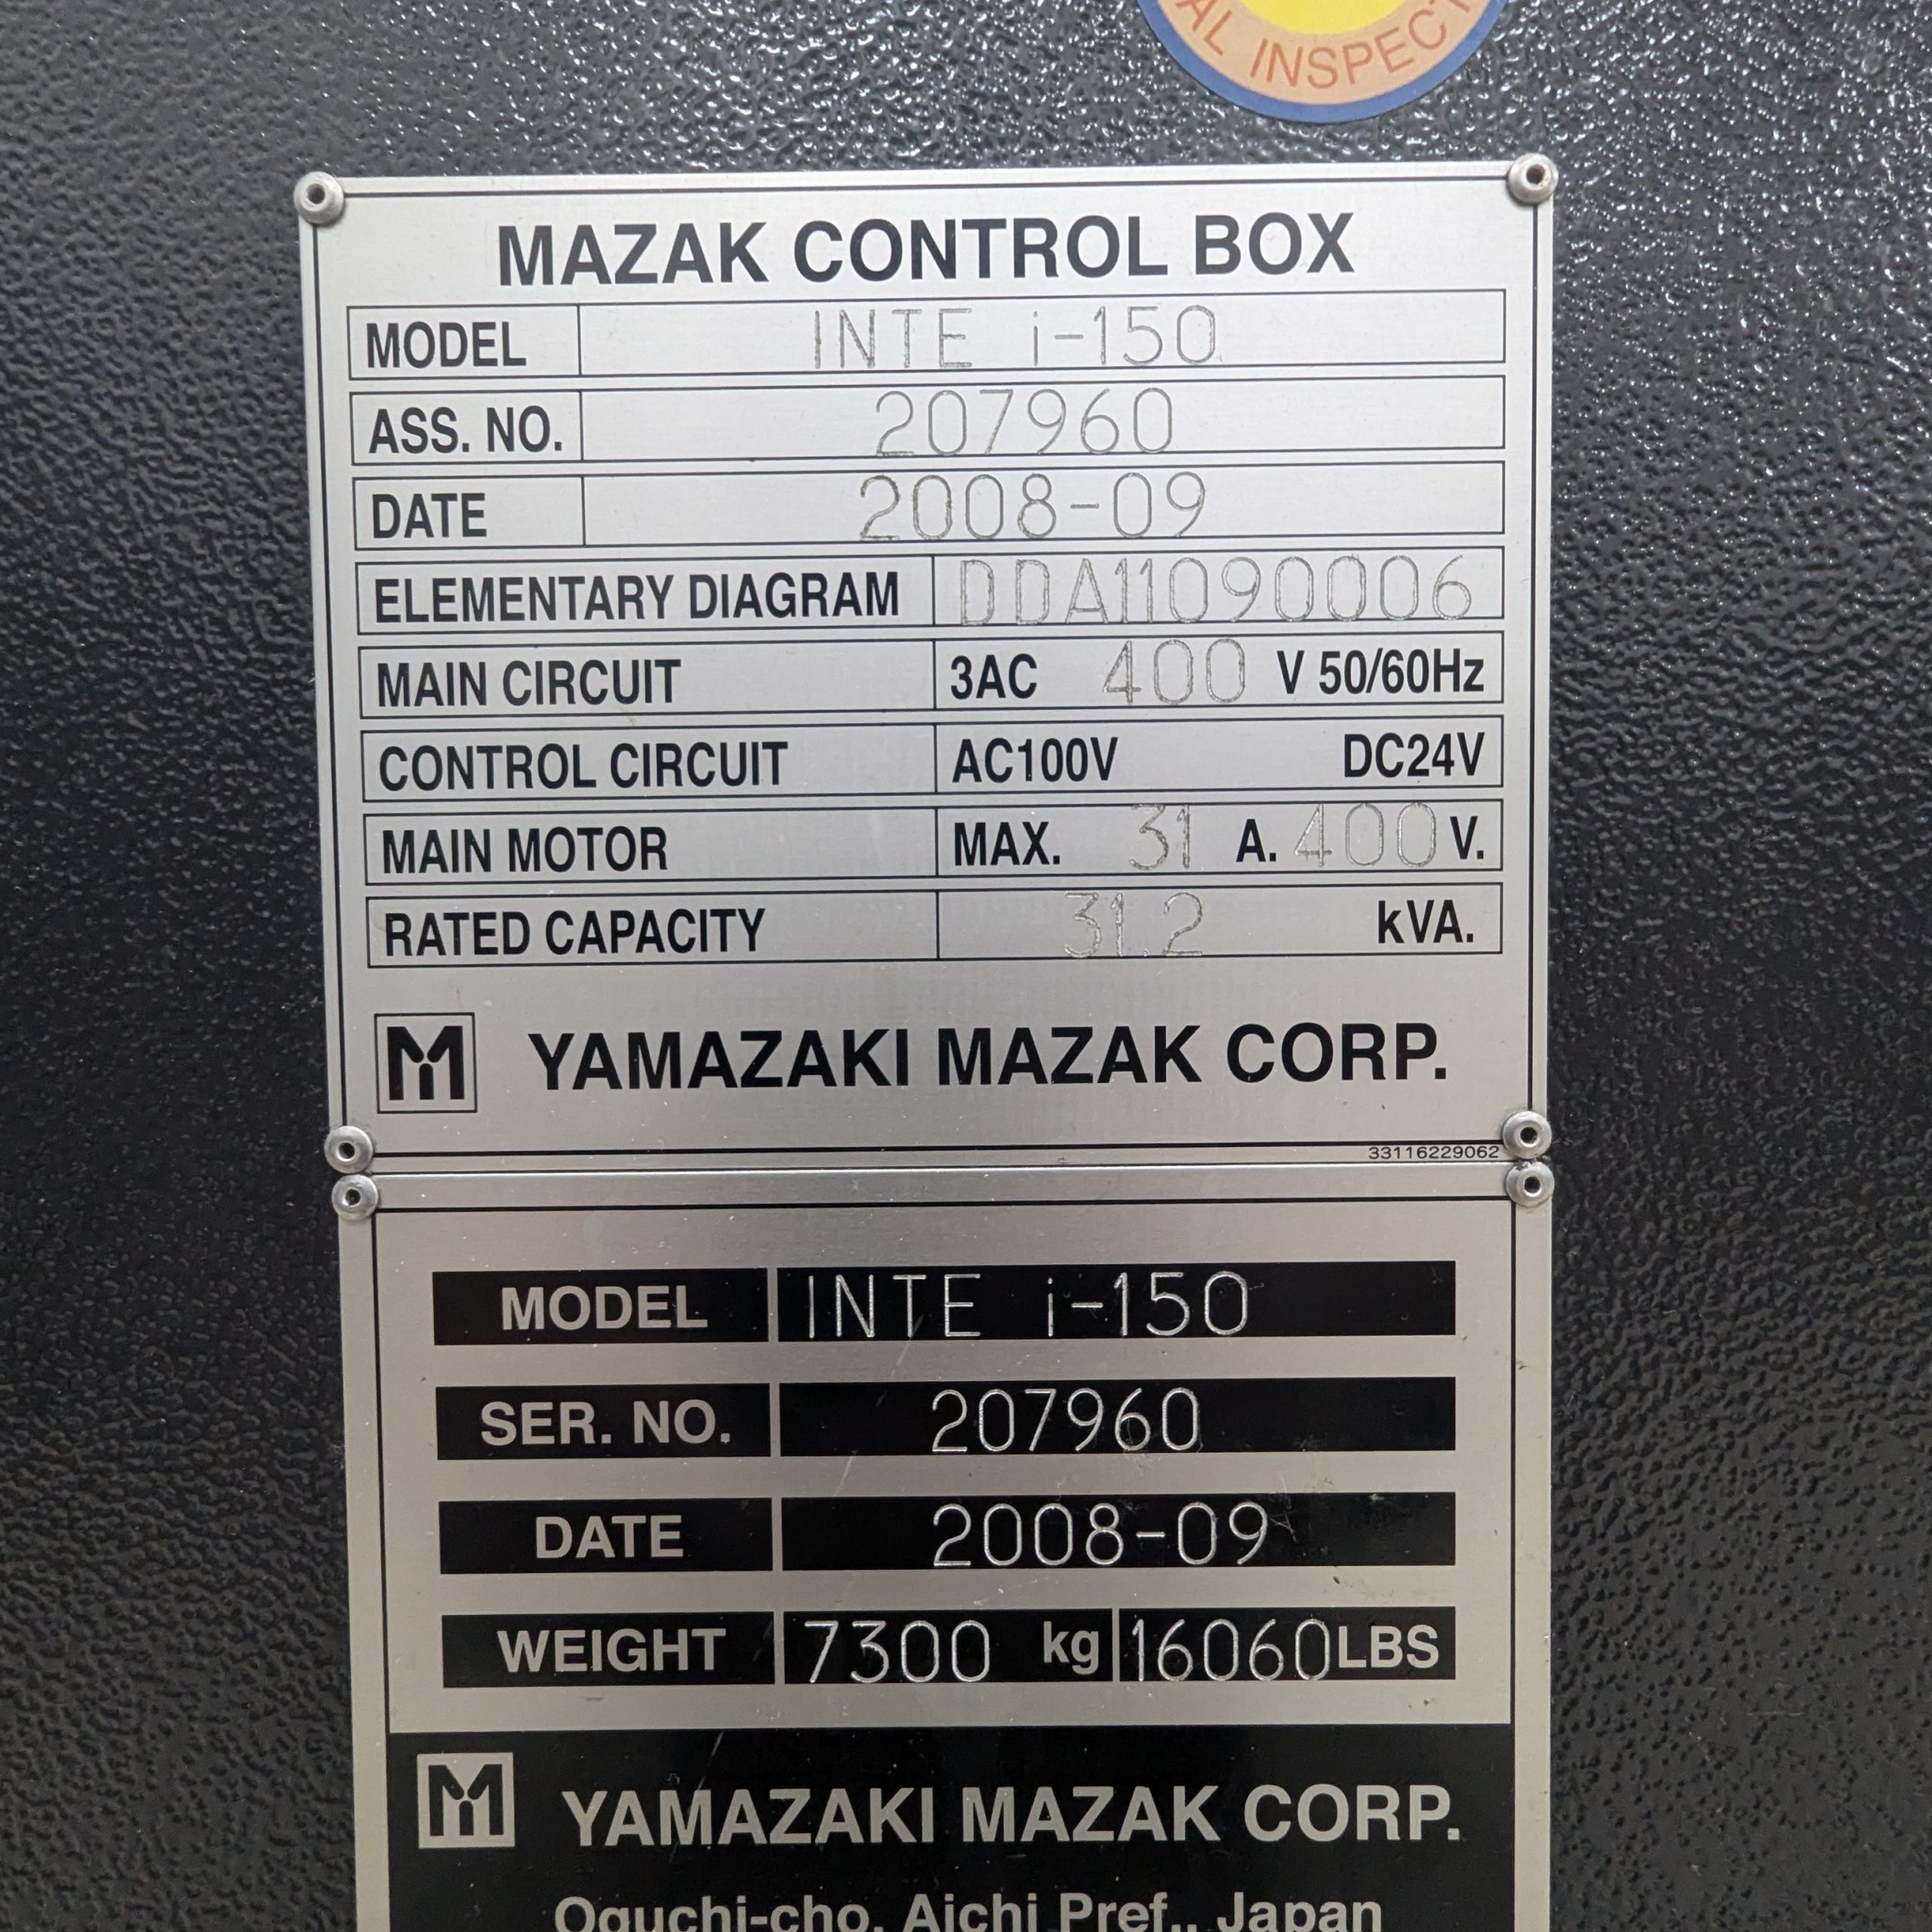 AL INSPECT
MAZAK CONTROL BOX
MODEL INTE i-150
ASS. NO. 207960
DATE 2008-09
ELEMENTARY DIAGRAM DDA11090006
MAIN CIRCUIT 3AC 400 V 50/60Hz
CONTROL CIRCUIT AC100V DC24V
MAIN MOTOR MAX. 31 A. 400 V.
RATED CAPACITY 31.2 kVA.
M YAMAZAKI MAZAK CORP.
33116229062
MODEL INTE i-150
SER. NO. 207960
DATE 2008-09
WEIGHT 7300 kg 16060 LBS
M YAMAZAKI MAZAK CORP.
Oguchi-cho, Aichi Pref., Japan